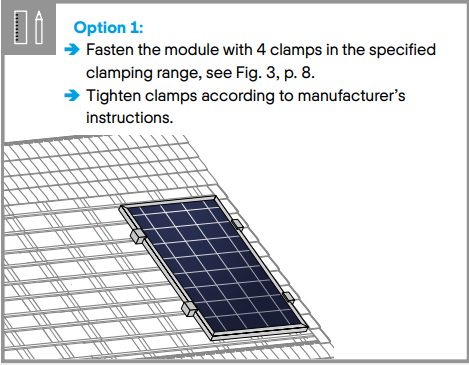 Option 1:
➔ Fasten the module with 4 clamps in the specified
clamping range, see Fig. 3, p. 8.
➔ Tighten clamps according to manufacturer’s
instructions.